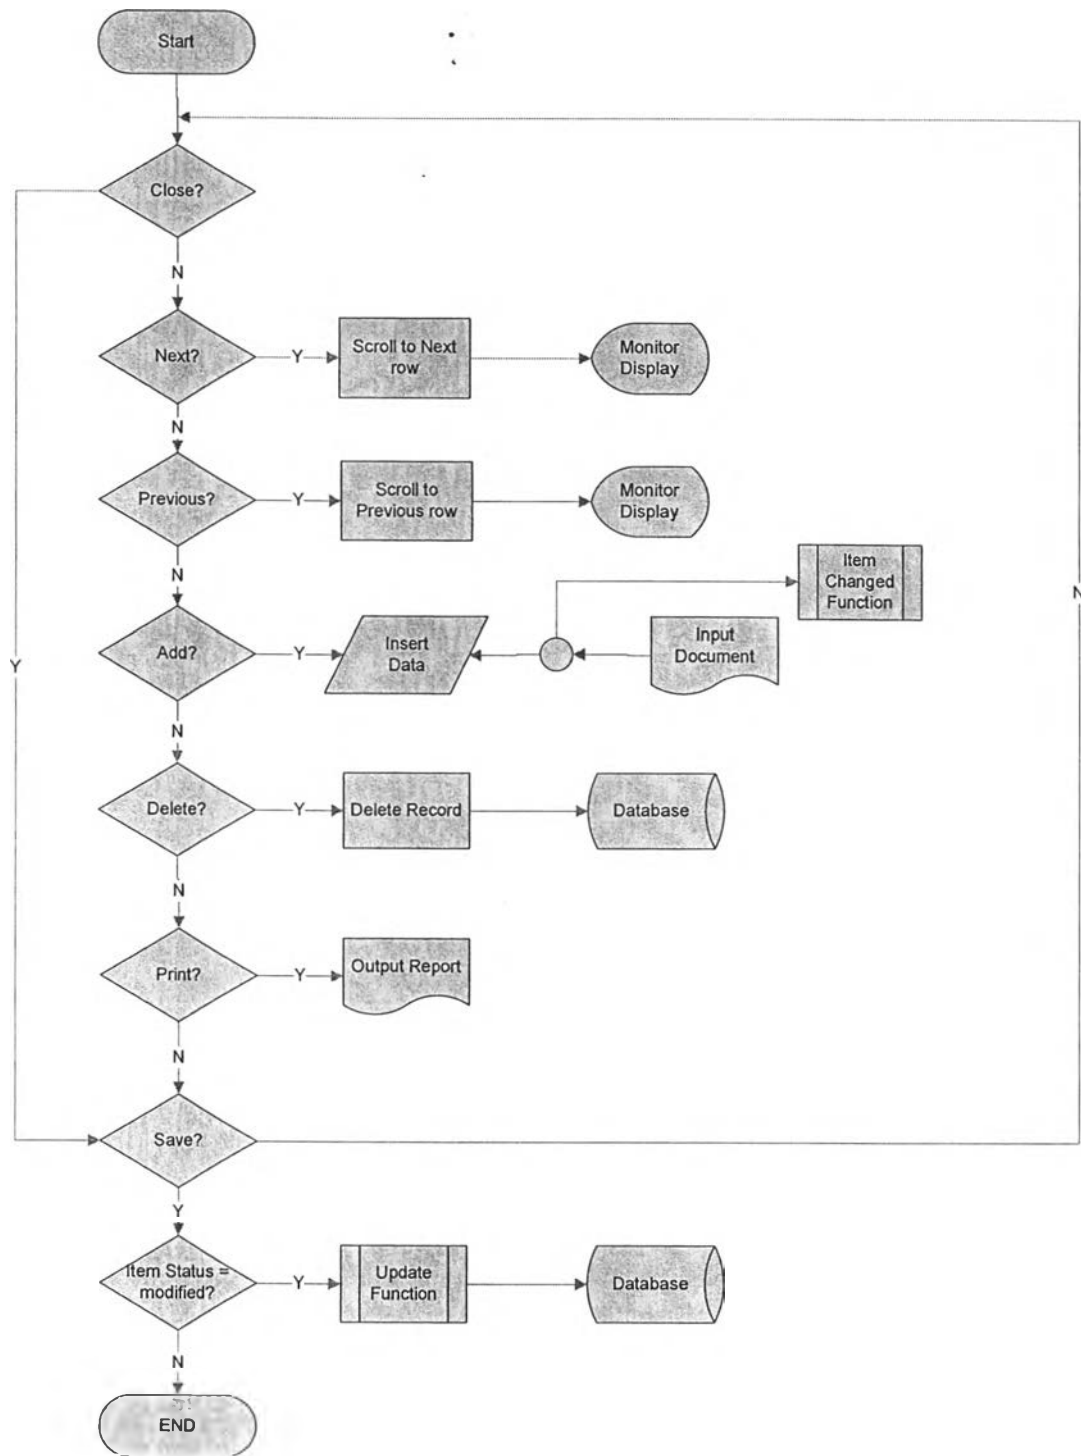 Start
Close?
N
Next?
Y
Scroll to Next
row
Monitor
Display
N
Previous?
Y
Scroll to
Previous row
Monitor
Display
N
Item
Changed
Function
N
Y
Add?
Y
Insert
Data
Input
Document
N
Delete?
Y
Delete Record
Database
N
Print?
Y
Output Report
N
Save?
Y
Item Status =
modified?
Y
Update
Function
Database
N
END